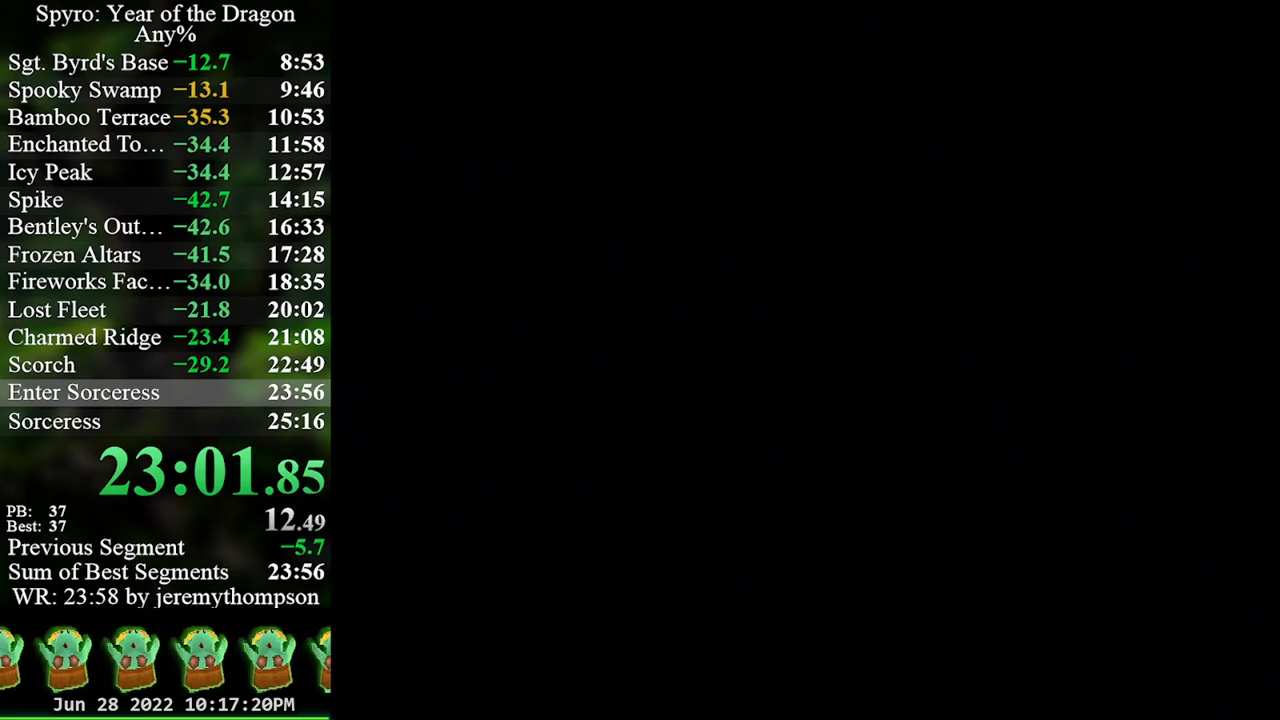 Spyro: Year of the Dragon
Any%
Sgt. Byrd's Base −12.7 8:53
Spooky Swamp −13.1 9:46
Bamboo Terrace −35.3 10:53
Enchanted To... −34.4 11:58
Icy Peak −34.4 12:57
Spike −42.7 14:15
Bentley's Out... −42.6 16:33
Frozen Altars −41.5 17:28
Fireworks Fac... −34.0 18:35
Lost Fleet −21.8 20:02
Charmed Ridge −23.4 21:08
Scorch −29.2 22:49
Enter Sorceress 23:56
Sorceress 25:16
23:01.85
PB: 37
Best: 37
12.49
Previous Segment −5.7
Sum of Best Segments 23:56
WR: 23:58 by jeremythompson
Jun 28 2022 10:17:20PM